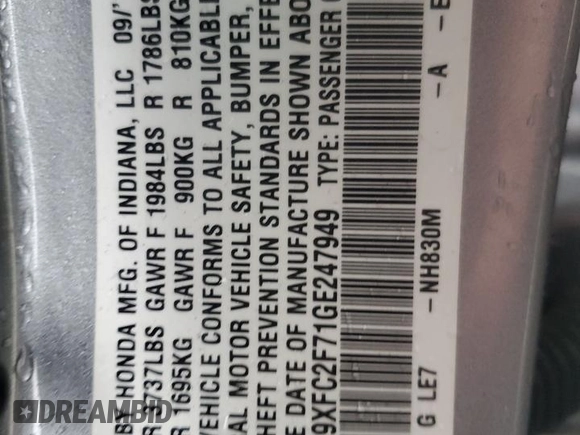 BY HONDA MFG. OF INDIANA, LLC 09/
3737LBS GAWR F 1984LBS R 1786LBS
R 1695KG GAWR F 900KG R 810KG
VEHICLE CONFORMS TO ALL APPLICABLE
AL MOTOR VEHICLE SAFETY, BUMPER,
HEFT PREVENTION STANDARDS IN EFFE
E DATE OF MANUFACTURE SHOWN ABO
9XFC2F71GE247949 TYPE: PASSENGER
G LE7 -NH830M -A -E
DREAMBID